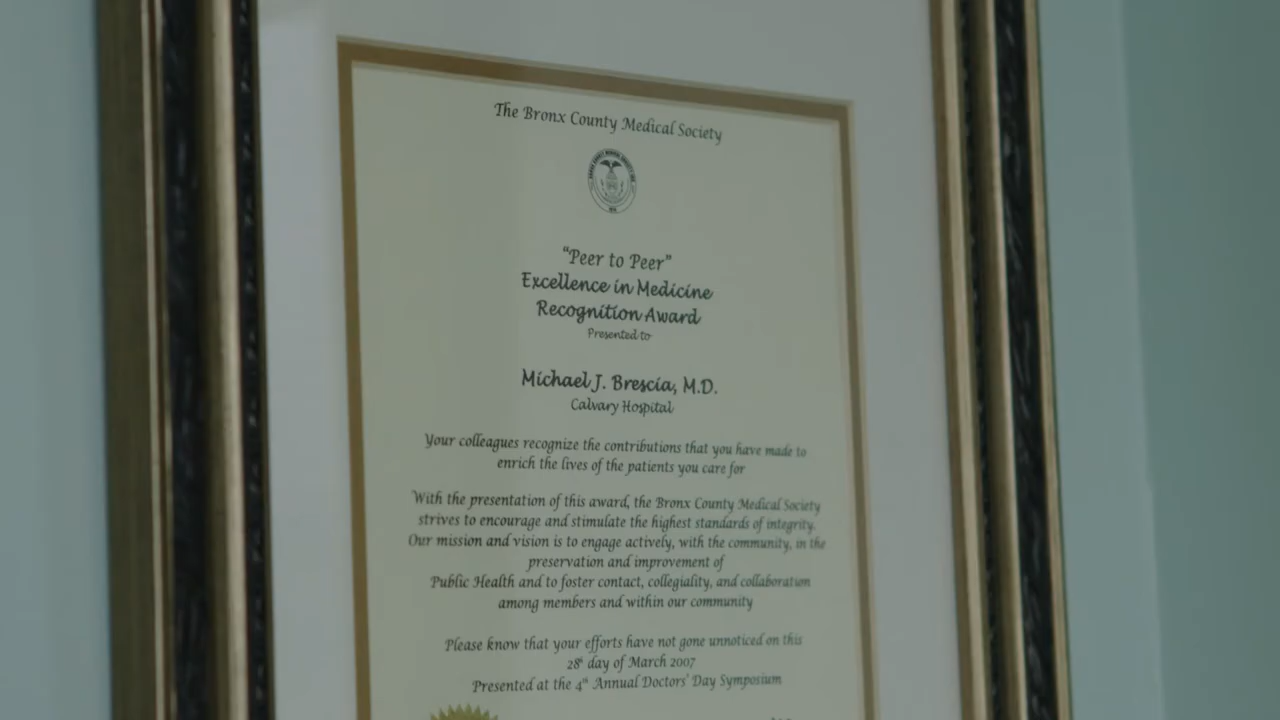 The Bronx County Medical Society
"Peer to Peer"
Excellence in Medicine
Recognition Award
Presented to
Michael J. Brescia, M.D.
Calvary Hospital
Your colleagues recognize the contributions that you have made to
enrich the lives of the patients you care for
With the presentation of this award, the Bronx County Medical Society
strives to encourage and stimulate the highest standards of integrity.
Our mission and vision is to engage actively, with the community, in the
preservation and improvement of
Public Health and to foster contact, collegiality, and collaboration
among members and within our community
Please know that your efforts have not gone unnoticed on this
28th day of March 2007
Presented at the 4th Annual Doctors' Day Symposium